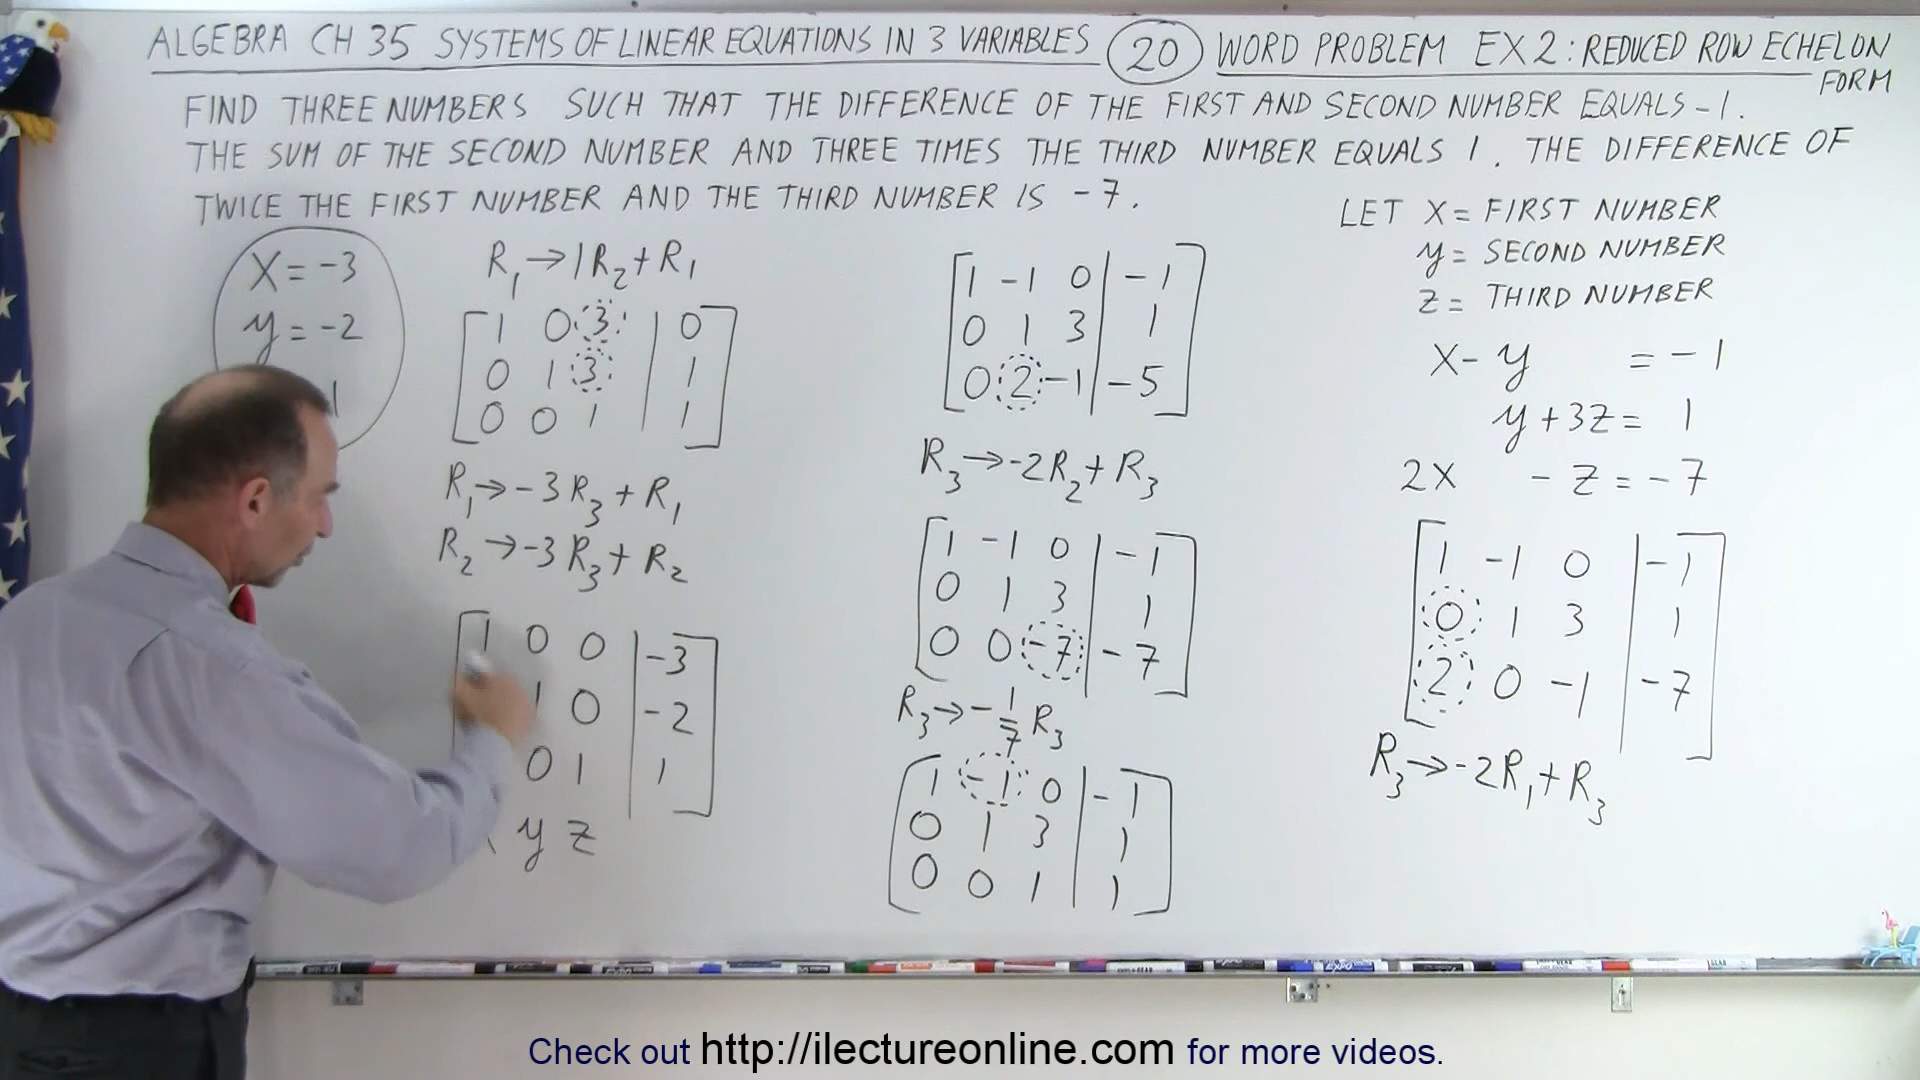 ALGEBRA CH 35 SYSTEMS OF LINEAR EQUATIONS IN 3 VARIABLES 20 WORD PROBLEM EX 2: REDUCED ROW ECHELON
FORM
FIND THREE NUMBERS SUCH THAT THE DIFFERENCE OF THE FIRST AND SECOND NUMBER EQUALS -1.
THE SUM OF THE SECOND NUMBER AND THREE TIMES THE THIRD NUMBER EQUALS 1. THE DIFFERENCE OF
TWICE THE FIRST NUMBER AND THE THIRD NUMBER IS -7.
X = -3
y = -2
1
R₁ → 1R₂ + R₁
1 0 3 | 0
0 1 3 | 1
0 0 1 | 1
R₁ → -3R₃ + R₁
R₂ → -3R₃ + R₂
1 0 0 | -3
1 0 | -2
0 1 | 1
y z
1 -1 0 | -1
0 1 3 | 1
0 2 -1 | -5
R₃ → -2R₂ + R₃
1 -1 0 | -1
0 1 3 | 1
0 0 -7 | -7
R₃ → -1/7 R₃
1 -1 0 | -1
0 1 3 | 1
0 0 1 | 1
LET X = FIRST NUMBER
y = SECOND NUMBER
z = THIRD NUMBER
X - y = -1
y + 3z = 1
2X - z = -7
1 -1 0 | -1
0 1 3 | 1
2 0 -1 | -7
R₃ → -2R₁ + R₃
Check out http://ilectureonline.com for more videos.